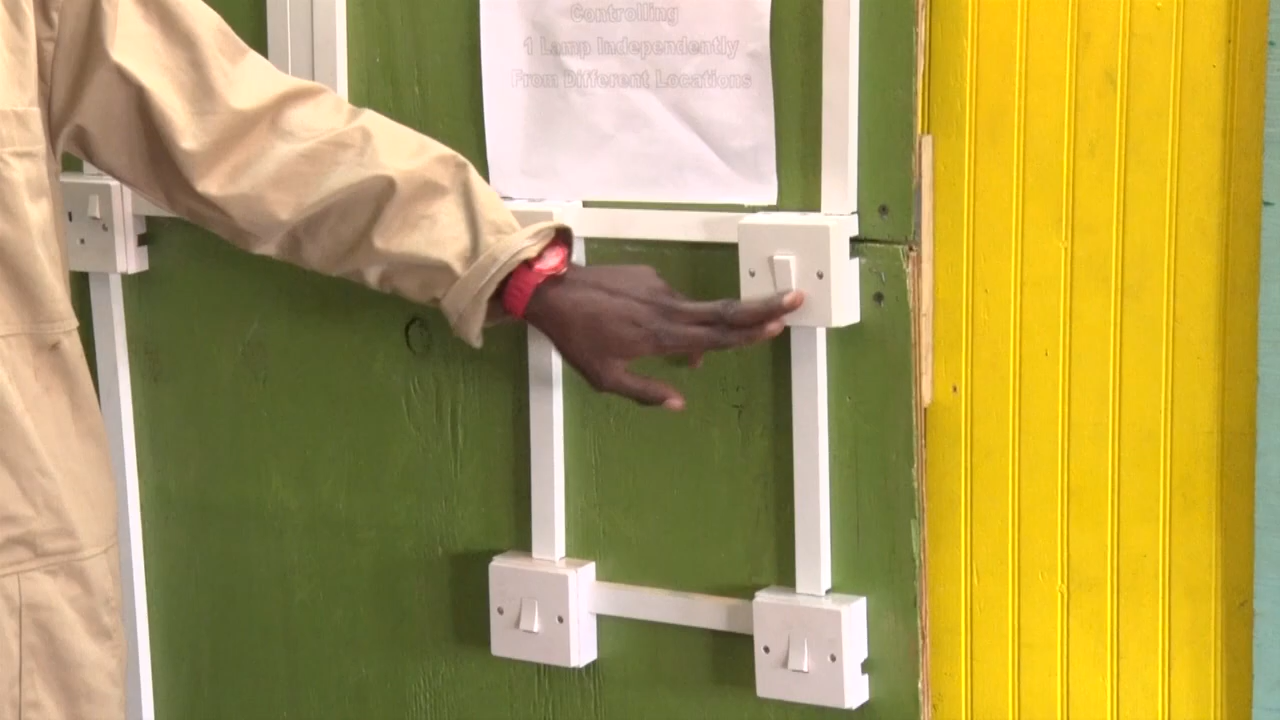 Controlling
1 Lamp Independently
From Different Locations